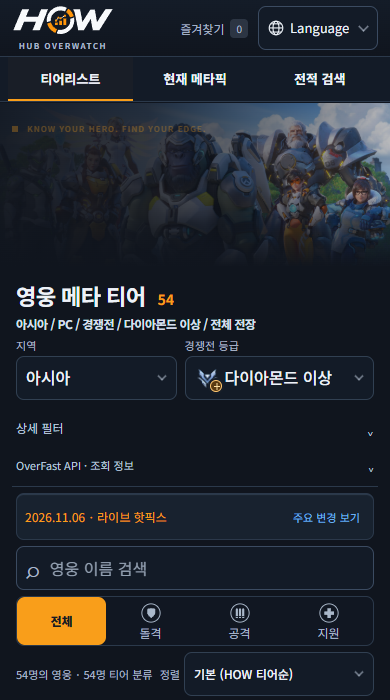 HOW
HUB OVERWATCH
즐겨찾기 0
Language
티어리스트 현재 메타픽 전적 검색
KNOW YOUR HERO. FIND YOUR EDGE.
영웅 메타 티어 54
아시아 / PC / 경쟁전 / 다이아몬드 이상 / 전체 전장
지역 경쟁전 등급
아시아 다이아몬드 이상
상세 필터
OverFast API · 조회 정보
2026.11.06 · 라이브 핫픽스 주요 변경 보기
영웅 이름 검색
전체 돌격 공격 지원
54명의 영웅 · 54명 티어 분류 정렬 기본 (HOW 티어순)